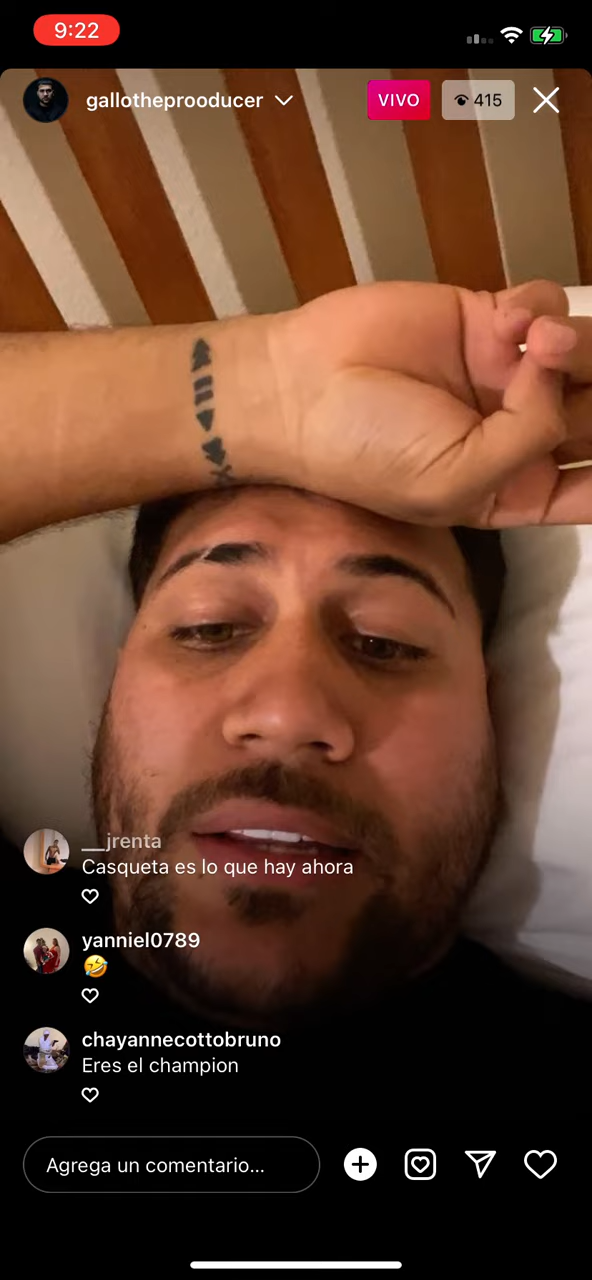 9:22
gallotheprooducer
VIVO
415
__jrenta
Casqueta es lo que hay ahora
yanniel0789
🤣
chayannecottobruno
Eres el champion
Agrega un comentario...